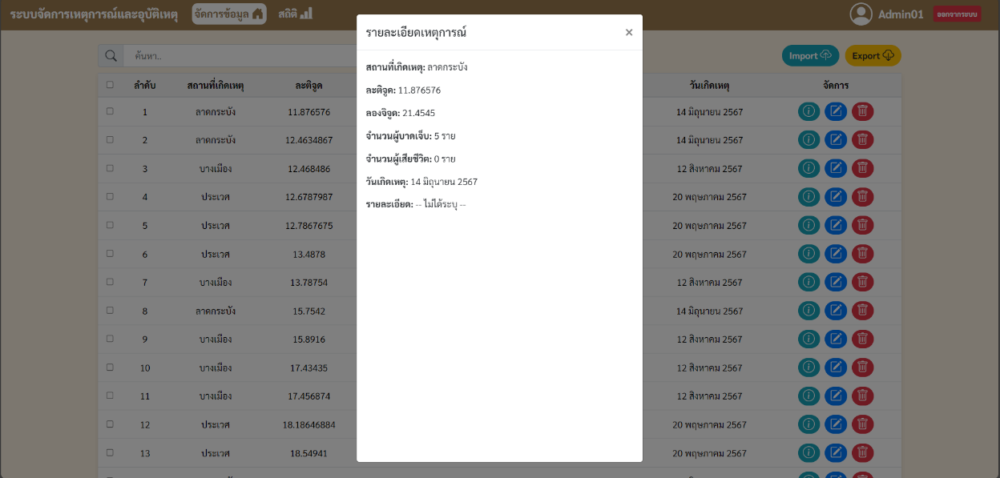 ระบบจัดการเหตุการณ์และอุบัติเหตุ จัดการข้อมูล สถิติ Admin01 ออกจากระบบ
รายละเอียดเหตุการณ์ ×
ค้นหา.. Import Export
สถานที่เกิดเหตุ: ลาดกระบัง
ละติจูด: 11.876576
ลองจิจูด: 21.4545
จำนวนผู้บาดเจ็บ: 5 ราย
จำนวนผู้เสียชีวิต: 0 ราย
วันเกิดเหตุ: 14 มิถุนายน 2567
รายละเอียด: -- ไม่ได้ระบุ --
ลำดับ สถานที่เกิดเหตุ ละติจูด วันเกิดเหตุ จัดการ
1 ลาดกระบัง 11.876576 14 มิถุนายน 2567
2 ลาดกระบัง 12.4634867 14 มิถุนายน 2567
3 บางเมือง 12.468486 12 สิงหาคม 2567
4 ประเวศ 12.6787987 20 พฤษภาคม 2567
5 ประเวศ 12.7867675 20 พฤษภาคม 2567
6 ประเวศ 13.4878 20 พฤษภาคม 2567
7 บางเมือง 13.78754 12 สิงหาคม 2567
8 ลาดกระบัง 15.7542 14 มิถุนายน 2567
9 บางเมือง 15.8916 12 สิงหาคม 2567
10 บางเมือง 17.43435 12 สิงหาคม 2567
11 บางเมือง 17.456874 12 สิงหาคม 2567
12 ประเวศ 18.18646884 20 พฤษภาคม 2567
13 ประเวศ 18.54941 20 พฤษภาคม 2567